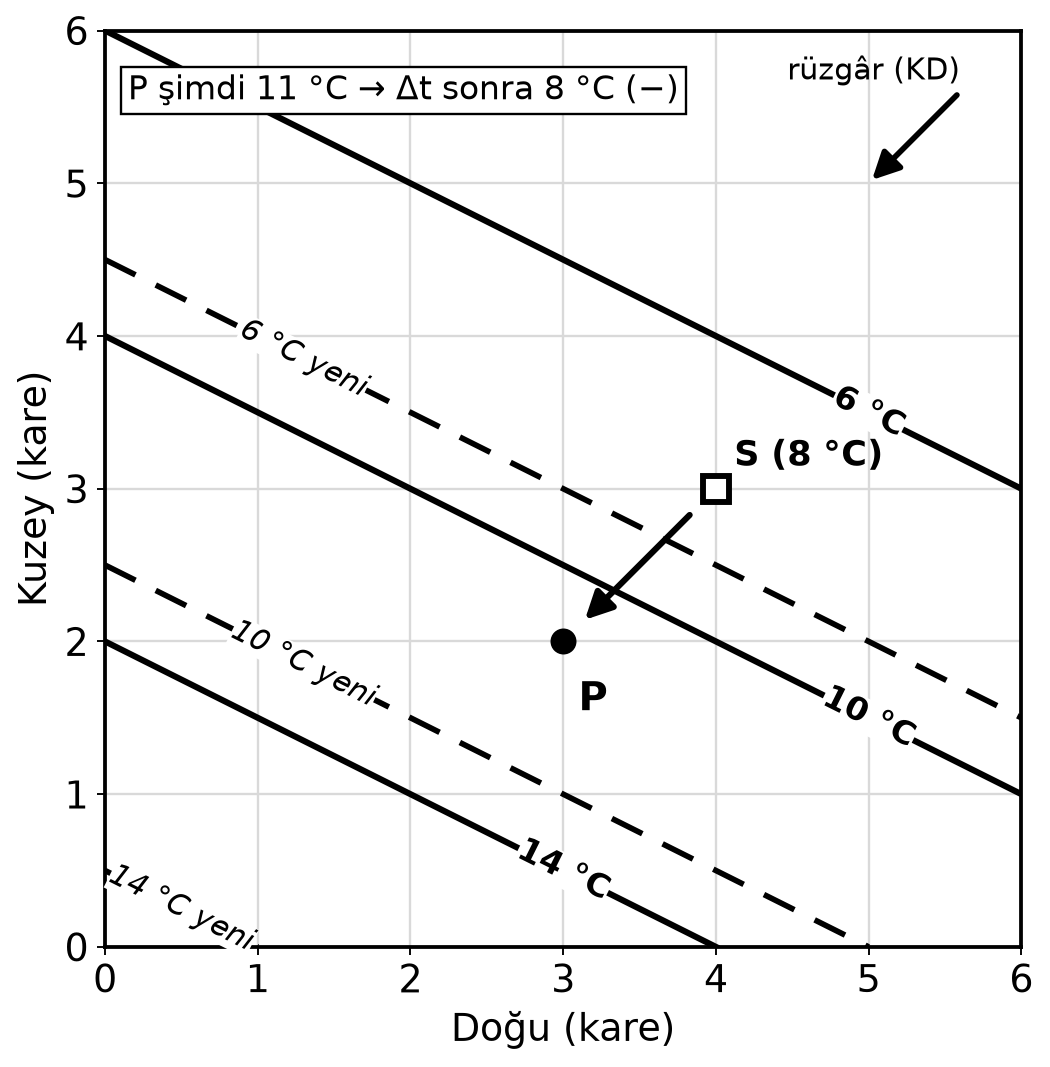 P şimdi 11 °C → Δt sonra 8 °C (−)
rüzgâr (KD)
6 °C yeni
6 °C
S (8 °C)
10 °C yeni
P
10 °C
14 °C
14 °C yeni
Kuzey (kare)
6
5
4
3
2
1
0
0 1 2 3 4 5 6
Doğu (kare)